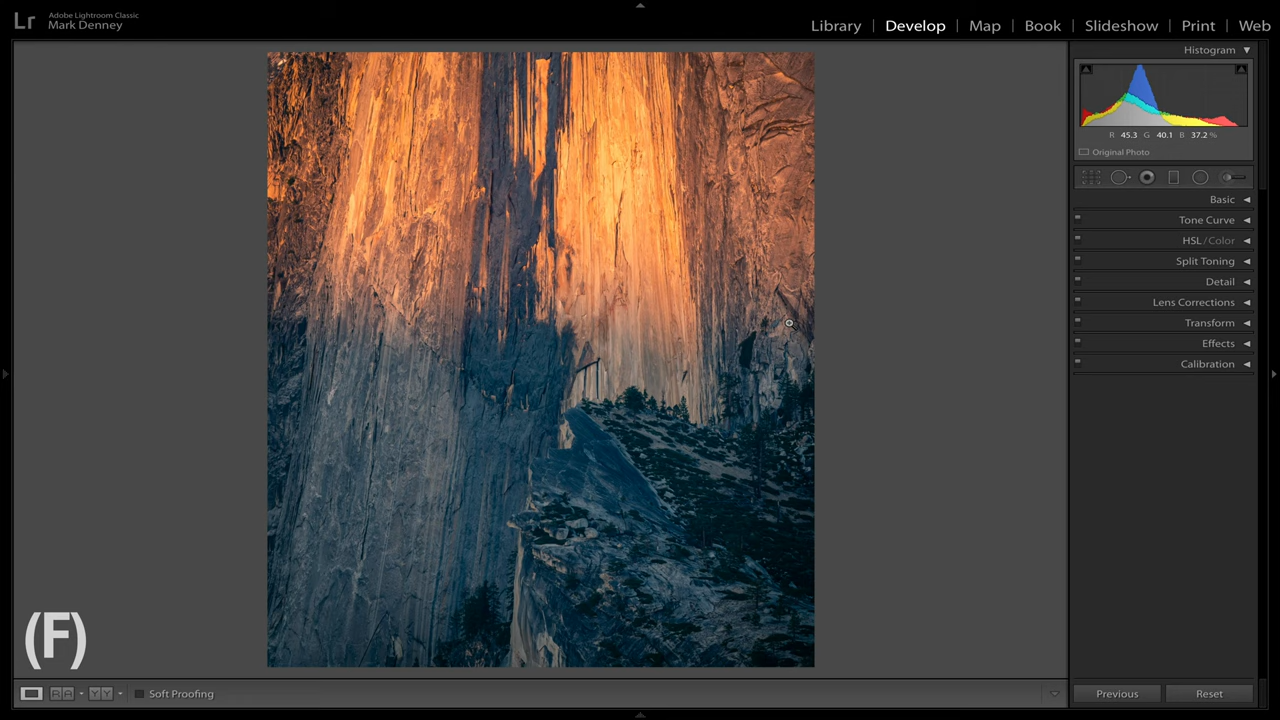 Lr
Adobe Lightroom Classic
Mark Denney
Library | Develop | Map | Book | Slideshow | Print | Web
Histogram
R 45.3 G 40.1 B 37.2 %
Original Photo
Basic
Tone Curve
HSL / Color
Split Toning
Detail
Lens Corrections
Transform
Effects
Calibration
(F)
R A
Y Y
Soft Proofing
Previous
Reset